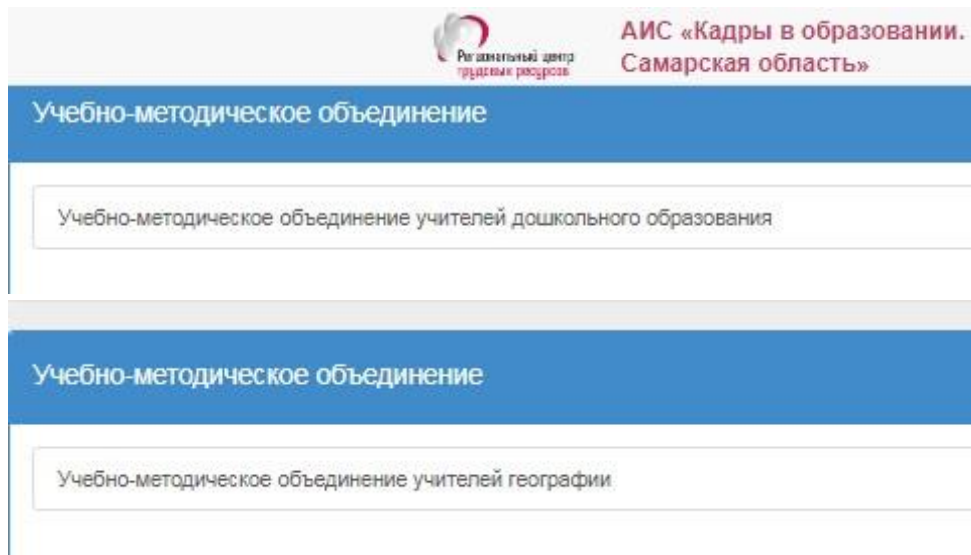 АИС «Кадры в образовании.
Самарская область»
Региональный центр
трудовых ресурсов
Учебно-методическое объединение
Учебно-методическое объединение учителей дошкольного образования
Учебно-методическое объединение
Учебно-методическое объединение учителей географии